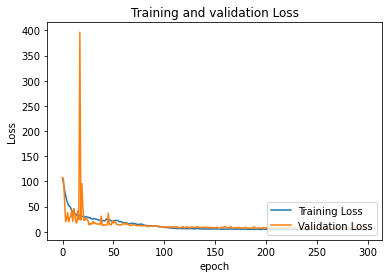 Training and validation Loss
Loss
400
350
300
250
200
150
100
50
0
Training Loss
Validation Loss
0 50 100 150 200 250 300
epoch